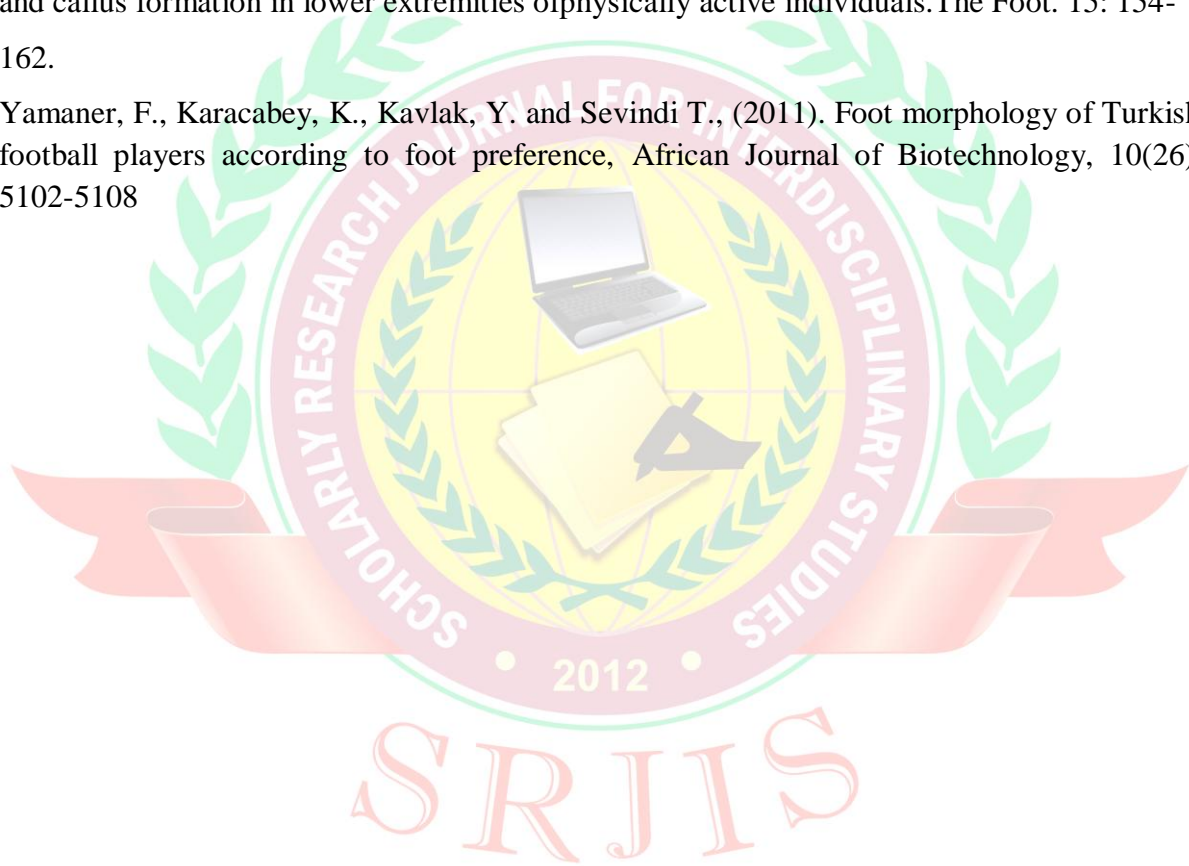 and callus formation in lower extremities ofphysically active individuals.The Foot. 15: 154-
162.
Yamaner, F., Karacabey, K., Kavlak, Y. and Sevindi T., (2011). Foot morphology of Turkish
football players according to foot preference, African Journal of Biotechnology, 10(26)
5102-5108
SCHOLARLY RESEARCH JOURNAL FOR INTERDISCIPLINARY STUDIES
• 2012 •
SRJIS